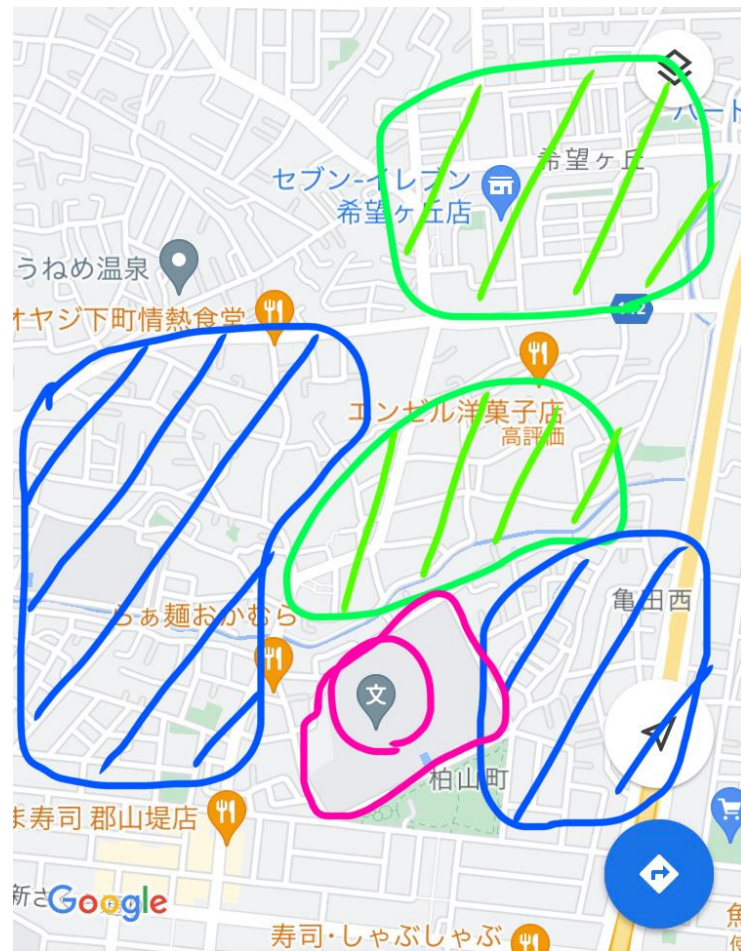 ハート
希望ヶ丘
セブン-イレブン
希望ヶ丘店
うねめ温泉
オヤジ下町情熱食堂
142
エンゼル洋菓子店
高評価
らぁ麺おかむら
亀田西
文
柏山町
ま寿司 郡山堤店
新さ
Google
寿司・しゃぶしゃぶ
魚